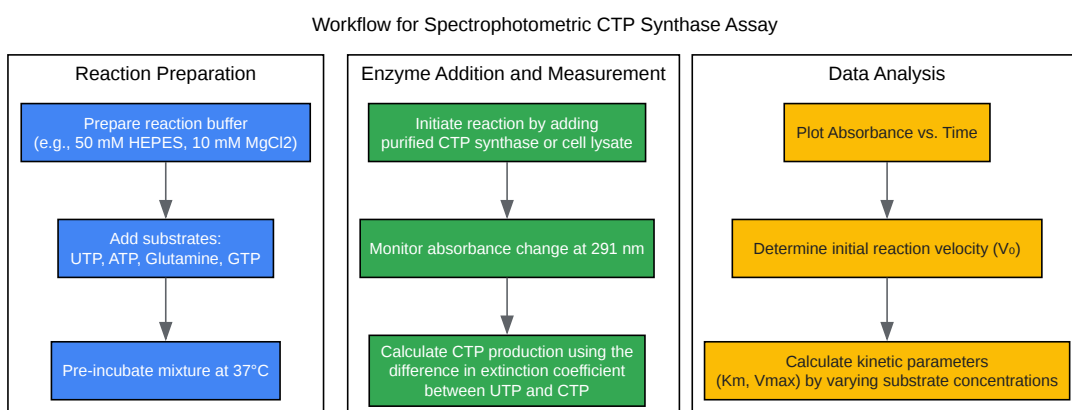 Workflow for Spectrophotometric CTP Synthase Assay
Reaction Preparation
Prepare reaction buffer
(e.g., 50 mM HEPES, 10 mM MgCl2)
Add substrates:
UTP, ATP, Glutamine, GTP
Pre-incubate mixture at 37°C
Enzyme Addition and Measurement
Initiate reaction by adding
purified CTP synthase or cell lysate
Monitor absorbance change at 291 nm
Calculate CTP production using the
difference in extinction coefficient
between UTP and CTP
Data Analysis
Plot Absorbance vs. Time
Determine initial reaction velocity (V₀)
Calculate kinetic parameters
(Km, Vmax) by varying substrate concentrations